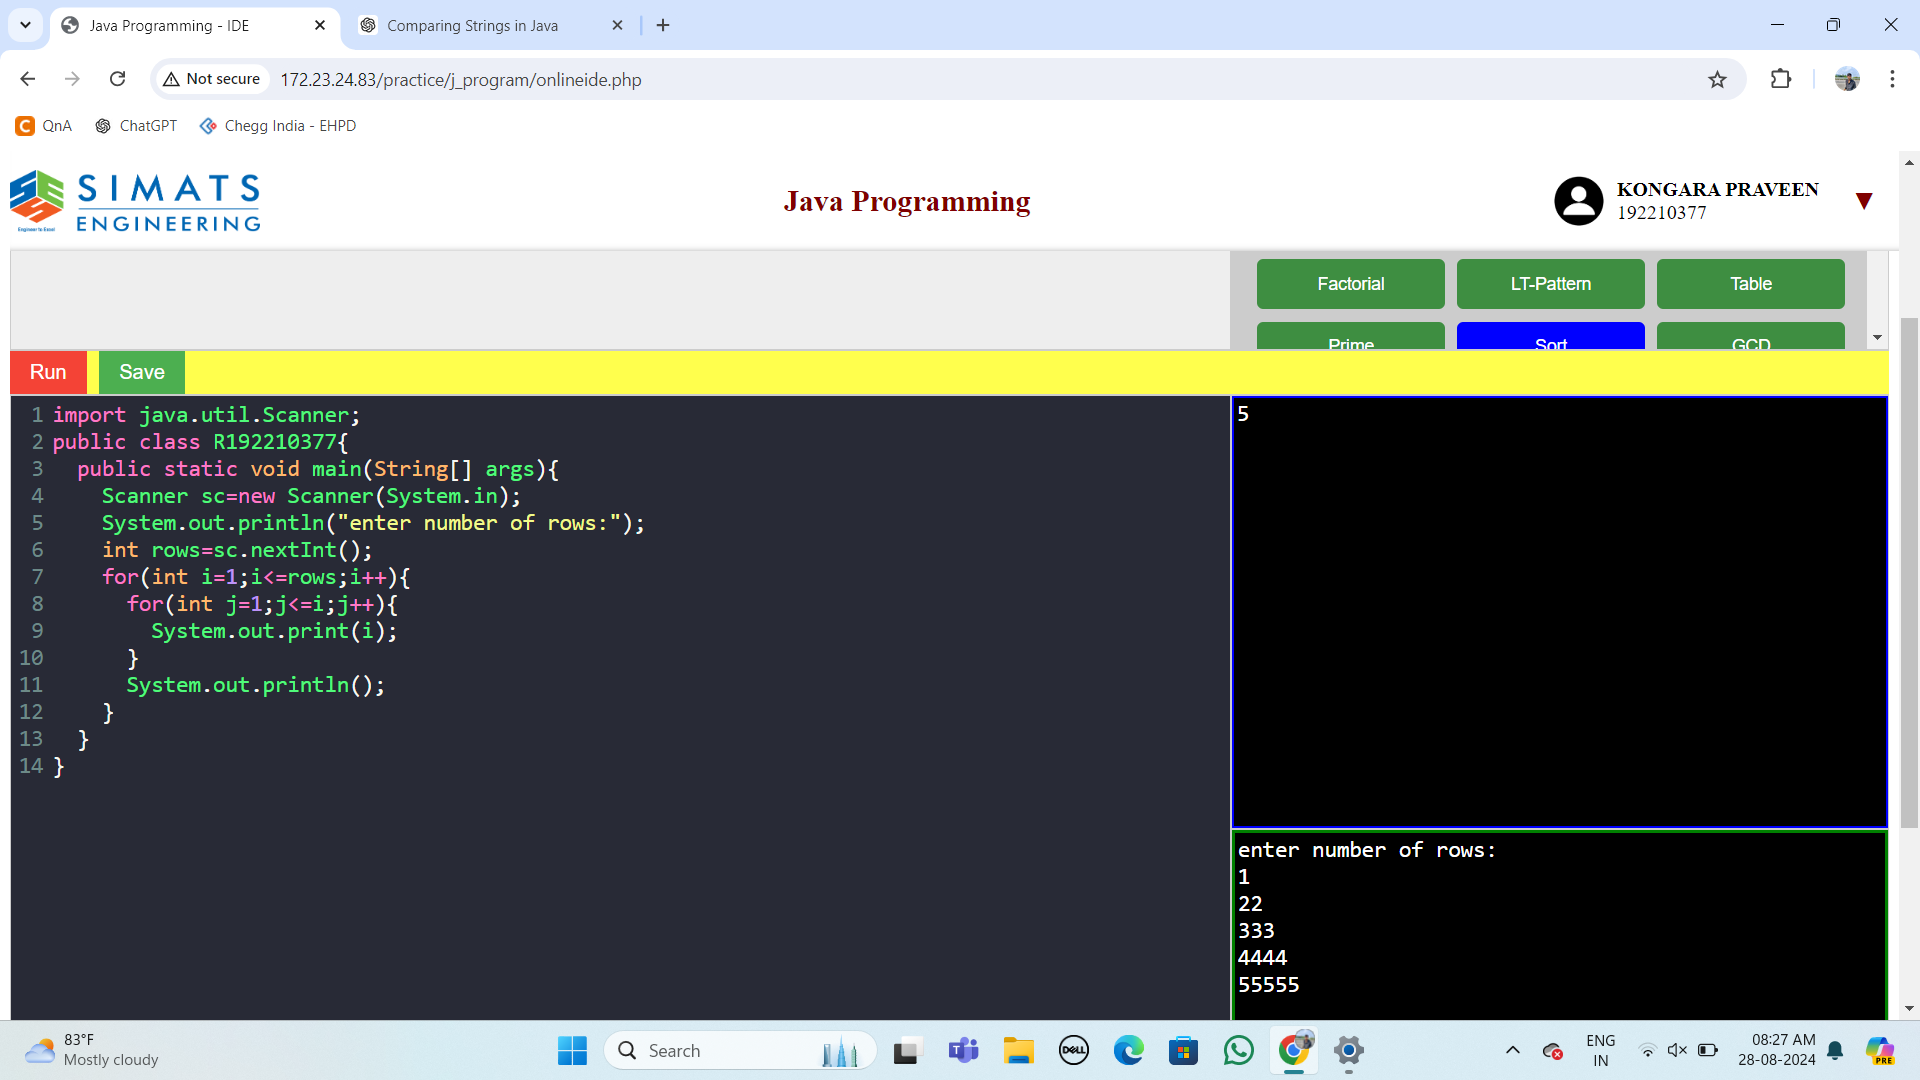 Java Programming - IDE
Comparing Strings in Java
Not secure
172.23.24.83/practice/j_program/onlineide.php
QnA
ChatGPT
Chegg India - EHPD
SIMATS
ENGINEERING
Engineer to Excel
Java Programming
KONGARA PRAVEEN
192210377
Factorial
LT-Pattern
Table
Prime
Sort
GCD
Run
Save
1 import java.util.Scanner;
2 public class R192210377{
3   public static void main(String[] args){
4     Scanner sc=new Scanner(System.in);
5     System.out.println("enter number of rows:");
6     int rows=sc.nextInt();
7     for(int i=1;i<=rows;i++){
8       for(int j=1;j<=i;j++){
9         System.out.print(i);
10       }
11       System.out.println();
12     }
13   }
14 }
5
enter number of rows:
1
22
333
4444
55555
83°F
Mostly cloudy
Search
DELL
ENG
IN
08:27 AM
28-08-2024
PRE